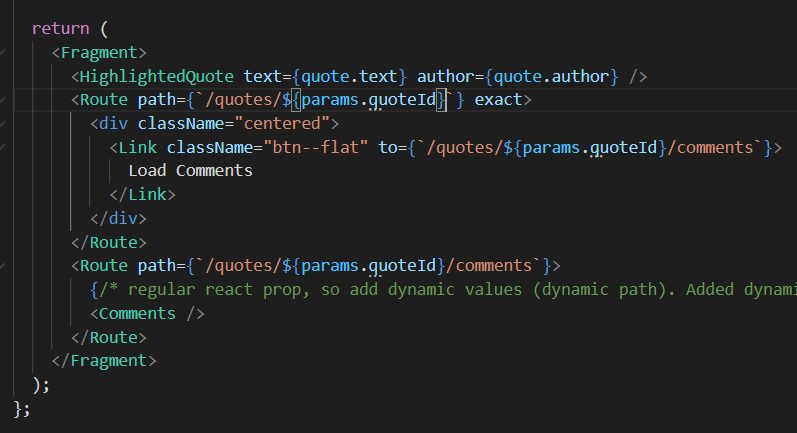 return (
<Fragment>
<HighlightedQuote text={quote.text} author={quote.author} />
<Route path={`/quotes/${params.quoteId}`} exact>
<div className="centered">
<Link className="btn--flat" to={`/quotes/${params.quoteId}/comments`}>
Load Comments
</Link>
</div>
</Route>
<Route path={`/quotes/${params.quoteId}/comments`}>
{/* regular react prop, so add dynamic values (dynamic path). Added dynami
<Comments />
</Route>
</Fragment>
);
};